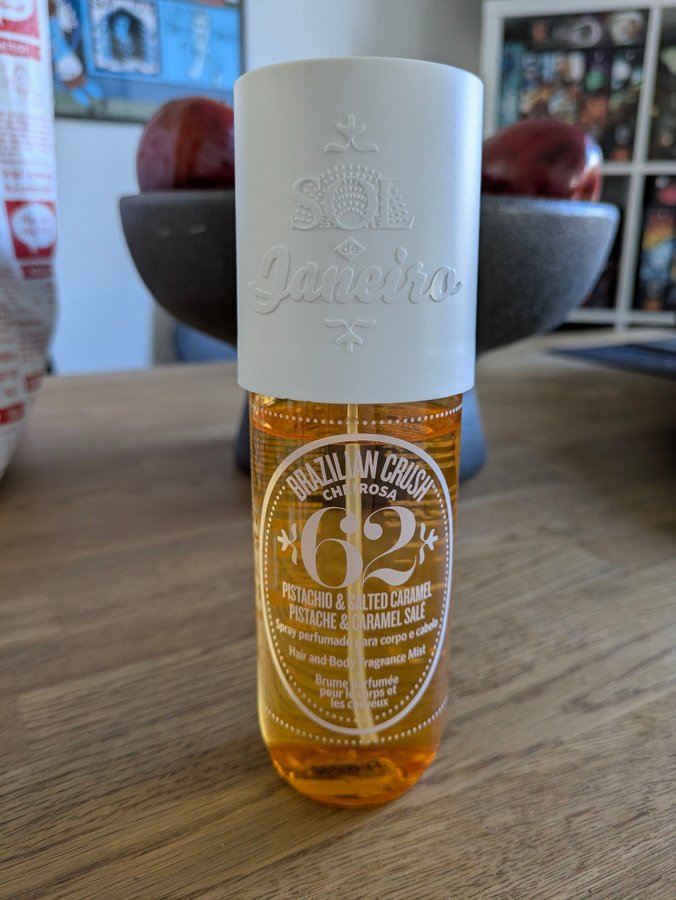 SOL
de
Janeiro
BRAZILIAN CRUSH
CHEIROSA
62
PISTACHIO & SALTED CARAMEL
PISTACHE & CARAMEL SALÉ
Spray perfumado para corpo e cabelo
Hair and Body Fragrance Mist
Brume parfumée
pour le corps et
les cheveux